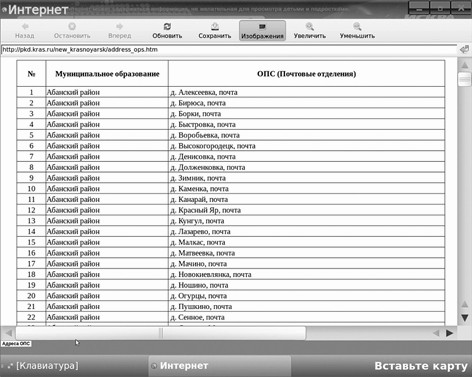 Интернет
Назад Остановить Вперед Обновить Сохранить Изображения Увеличить Уменьшить
http://pkd.kras.ru/new_krasnoyarsk/address_ops.htm
№ Муниципальное образование ОПС (Почтовые отделения)
1 Абанский район д. Алексеевка, почта
2 Абанский район д. Бирюса, почта
3 Абанский район д. Борки, почта
4 Абанский район д. Быстровка, почта
5 Абанский район д. Воробьевка, почта
6 Абанский район д. Высокогородецк, почта
7 Абанский район д. Денисовка, почта
8 Абанский район д. Долженковка, почта
9 Абанский район д. Зимник, почта
10 Абанский район д. Каменка, почта
11 Абанский район д. Канарай, почта
12 Абанский район д. Красный Яр, почта
13 Абанский район д. Кунгул, почта
14 Абанский район д. Лазарево, почта
15 Абанский район д. Малкас, почта
16 Абанский район д. Матвеевка, почта
17 Абанский район д. Мачино, почта
18 Абанский район д. Новокиевлянка, почта
19 Абанский район д. Ношино, почта
20 Абанский район д. Огурцы, почта
21 Абанский район д. Пушкино, почта
22 Абанский район д. Сенное, почта
Адреса ОПС
[Клавиатура] Интернет Вставьте карту